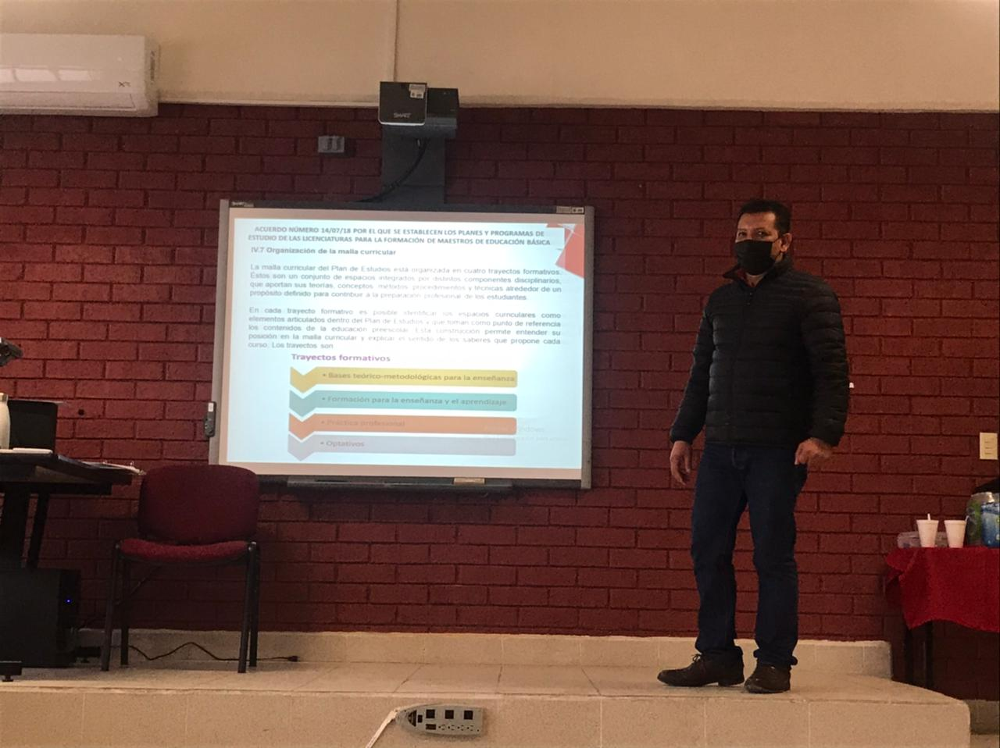 SMART
SMART
ACUERDO NÚMERO 14/07/18 POR EL QUE SE ESTABLECEN LOS PLANES Y PROGRAMAS DE
ESTUDIO DE LAS LICENCIATURAS PARA LA FORMACIÓN DE MAESTROS DE EDUCACIÓN BÁSICA
IV.7 Organización de la malla curricular
La malla curricular del Plan de Estudios está organizada en cuatro trayectos formativos.
Éstos son un conjunto de espacios integrados por distintos componentes disciplinarios,
que aportan sus teorías, conceptos, métodos, procedimientos y técnicas alrededor de un
propósito definido para contribuir a la preparación profesional de los estudiantes.
En cada trayecto formativo es posible identificar los espacios curriculares como
elementos articulados dentro del Plan de Estudios y que toman como punto de referencia
los contenidos de la educación preescolar. Esta construcción permite entender su
posición en la malla curricular y explicar el sentido de los saberes que propone cada
curso. Los trayectos son
Trayectos formativos
• Bases teórico-metodológicas para la enseñanza
• Formación para la enseñanza y el aprendizaje
• Práctica profesional
• Optativos